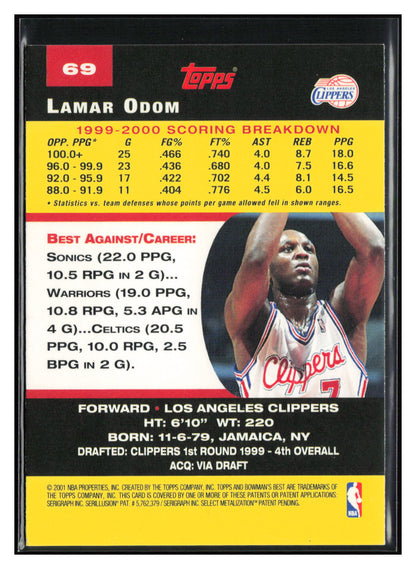 69
Topps
LOS ANGELES
CLIPPERS
LAMAR ODOM
1999-2000 SCORING BREAKDOWN
OPP. PPG* G FG% FT% AST REB PPG
100.0+ 25 .466 .740 4.0 8.7 18.0
96.0 - 99.9 23 .436 .680 4.0 7.5 16.6
92.0 - 95.9 17 .422 .702 4.4 8.1 14.5
88.0 - 91.9 11 .404 .776 4.5 6.0 16.5
• Statistics vs. team defenses whose points per game allowed fell in shown ranges.
BEST AGAINST/CAREER:
SONICS (22.0 PPG,
10.5 RPG IN 2 G)...
WARRIORS (19.0 PPG,
10.8 RPG, 5.3 APG IN
4 G)...CELTICS (20.5
PPG, 10.0 RPG, 2.5
BPG IN 2 G).
Clippers
7
FORWARD • LOS ANGELES CLIPPERS
HT: 6'10" WT: 220
BORN: 11-6-79, JAMAICA, NY
DRAFTED: CLIPPERS 1st ROUND 1999 - 4th OVERALL
ACQ: VIA DRAFT
© 2001 NBA PROPERTIES, INC. CREATED BY THE TOPPS COMPANY, INC. TOPPS AND BOWMAN'S BEST ARE TRADEMARKS OF
THE TOPPS COMPANY, INC. THIS CARD IS COVERED BY ANY ONE OR MORE OF THESE PATENTS OR PATENT PENDINGS.
SERIGRAPH INC SERILLUSION® PAT. # 5,762,379 / SERIGRAPH INC SELECT METALIZATION™ PATENT PENDING.
NBA